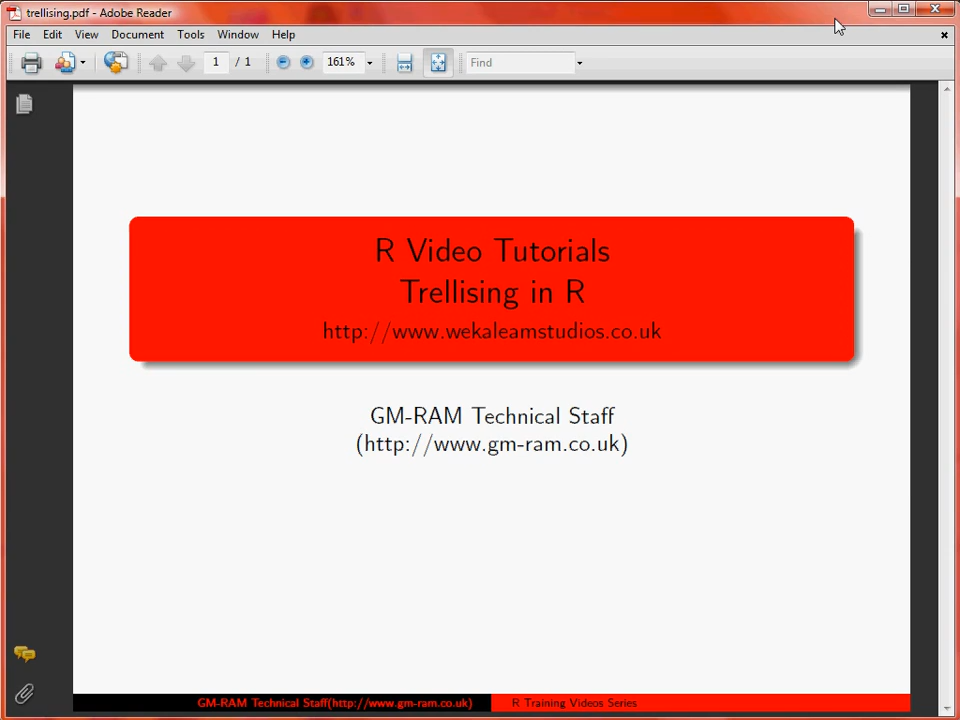 trellising.pdf - Adobe Reader
File Edit View Document Tools Window Help
1 / 1 161% Find
R Video Tutorials
Trellising in R
http://www.wekaleamstudios.co.uk
GM-RAM Technical Staff
(http://www.gm-ram.co.uk)
GM-RAM Technical Staff(http://www.gm-ram.co.uk) R Training Videos Series